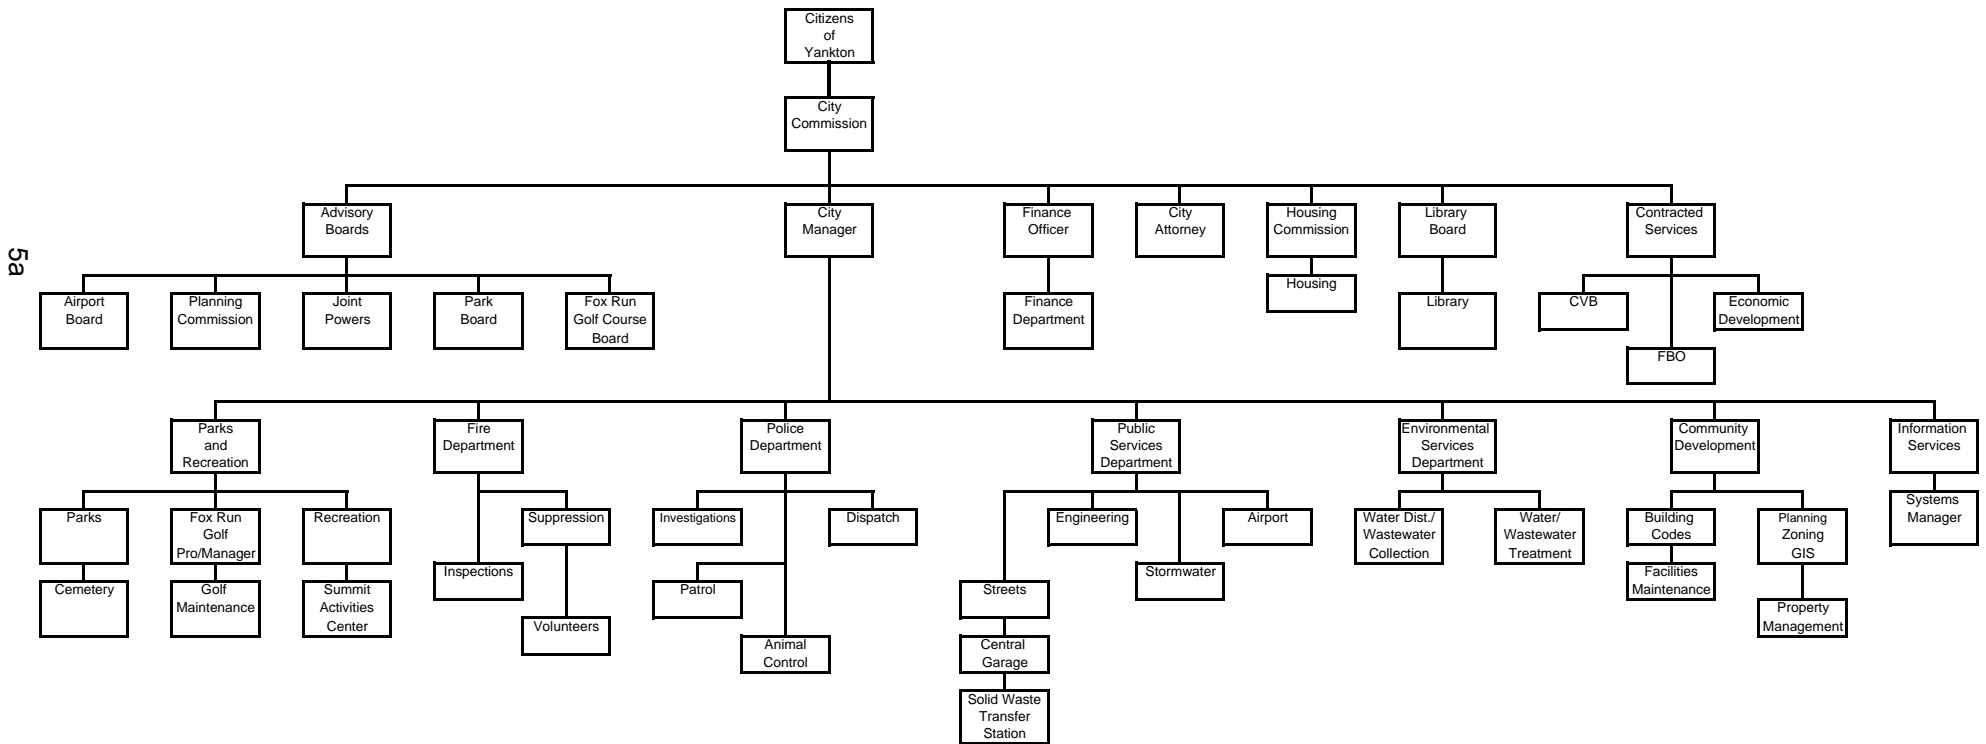 Citizens
of
Yankton
City
Commission
Advisory
Boards
City
Manager
Finance
Officer
City
Attorney
Housing
Commission
Library
Board
Contracted
Services
5a
Airport
Board
Planning
Commission
Joint
Powers
Park
Board
Fox Run
Golf Course
Board
Finance
Department
Housing
Library
CVB
Economic
Development
FBO
Parks
and
Recreation
Fire
Department
Police
Department
Public
Services
Department
Environmental
Services
Department
Community
Development
Information
Services
Parks
Fox Run
Golf
Pro/Manager
Recreation
Suppression
Investigations
Dispatch
Engineering
Airport
Water Dist./
Wastewater
Collection
Water/
Wastewater
Treatment
Building
Codes
Planning
Zoning
GIS
Systems
Manager
Cemetery
Golf
Maintenance
Summit
Activities
Center
Inspections
Volunteers
Patrol
Animal
Control
Streets
Stormwater
Central
Garage
Solid Waste
Transfer
Station
Facilities
Maintenance
Property
Management